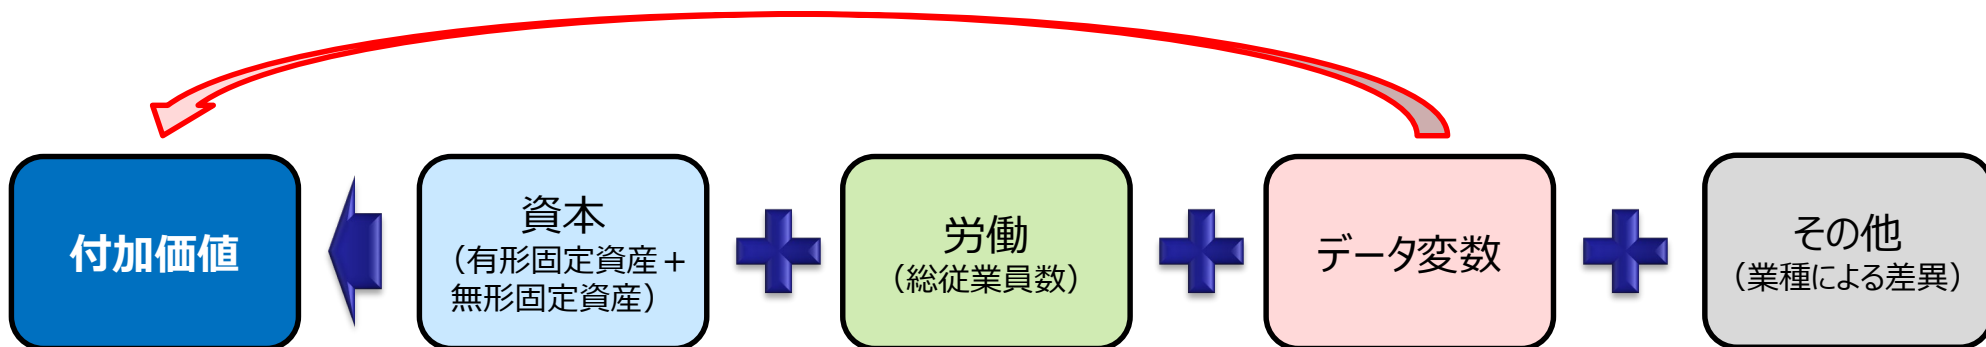 付加価値
資本
（有形固定資産＋
無形固定資産）
労働
（総従業員数）
データ変数
その他
（業種による差異）